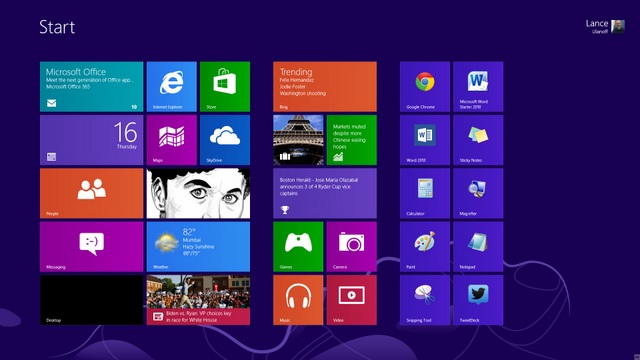 Start
Lance
Ulanoff
Microsoft Office
Meet the next generation of Office app...
Microsoft Office 365
10
Internet Explorer
Store
16
Thursday
Maps
SkyDrive
People
Messaging
82°
Mumbai
Hazy Sunshine
88°/75°
Weather
Desktop
Biden vs. Ryan: VP choices key
in race for White House
Trending
Felix Hernandez
Jodie Foster
Washington shooting
Bing
Markets muted
despite more
Chinese easing
hopes
Boston Herald - Jose Maria Olazabal
announces 3 of 4 Ryder Cup vice
captains
Games
Camera
Music
Video
Google Chrome
Microsoft Word
Starter 2010
Word 2013
Sticky Notes
Calculator
Magnifier
Paint
Notepad
Snipping Tool
TweetDeck